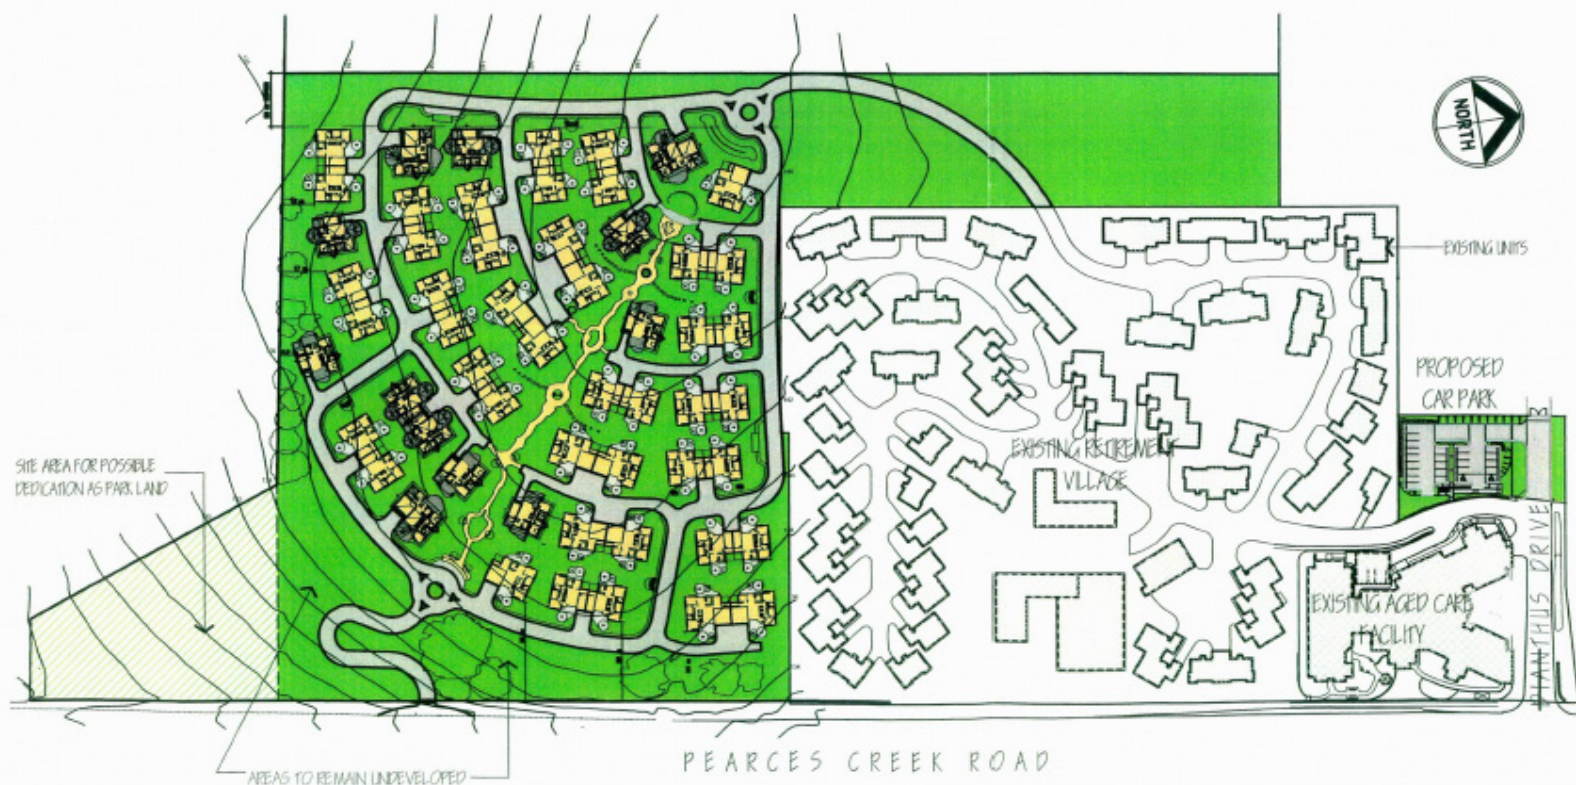 NORTH
EXISTING UNITS
PROPOSED
CAR PARK
EXISTING RETIREMENT
VILLAGE
SITE AREA FOR POSSIBLE
DEDICATION AS PARK LAND
EXISTING AGED CARE
FACILITY
DRIVE
PEARCES CREEK ROAD
AREAS TO REMAIN UNDEVELOPED